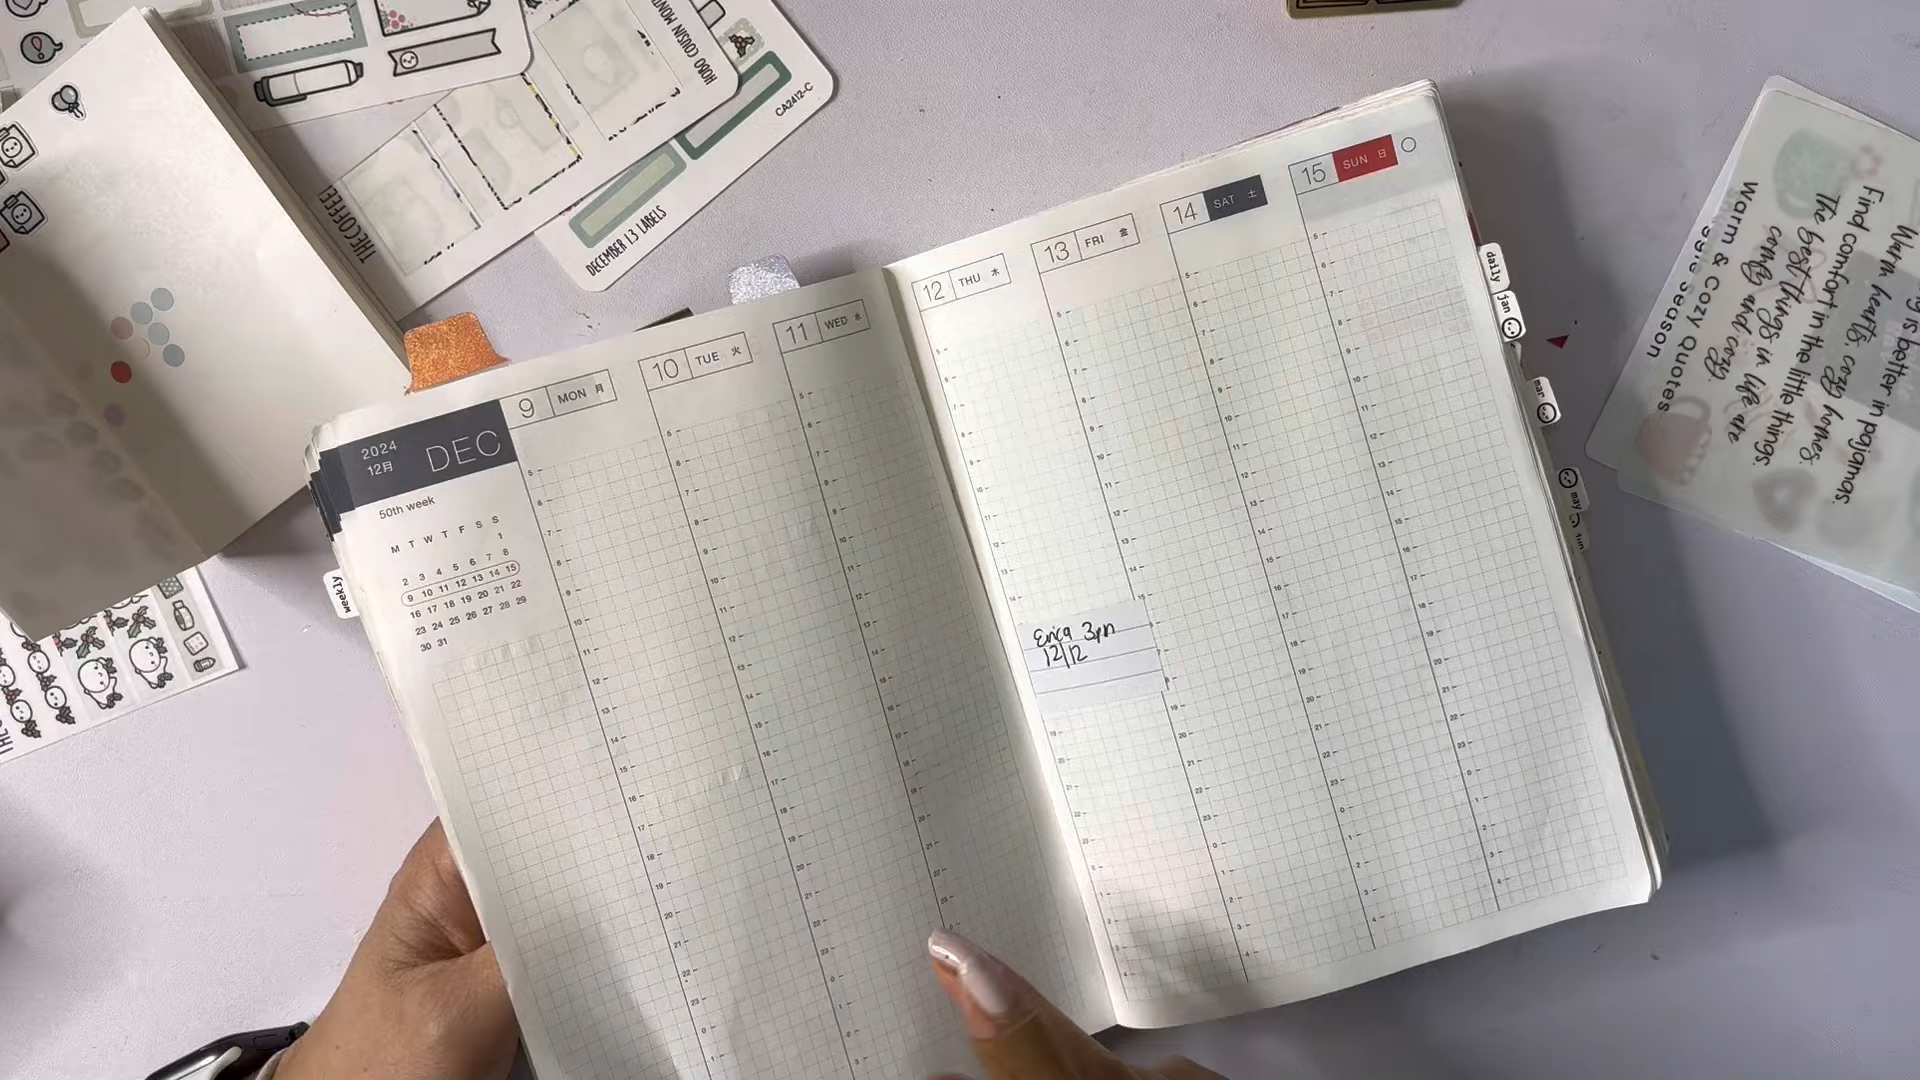 HOBO COUSIN MONT
CA2412-C
THECOFFEE
DECEMBER 13 LABELS
2024
12月
DEC
9 MON 月
10 TUE 火
11 WED 水
12 THU 木
13 FRI 金
14 SAT 土
15 SUN 日
50th week
M T W T F S S
1
2 3 4 5 6 7 8
9 10 11 12 13 14 15
16 17 18 19 20 21 22
23 24 25 26 27 28 29
30 31
Erica 3pm
12/12
weekly
daily
jan
mar
may
jun
is better in pajamas.
Warm hearts, cozy homes.
Find comfort in the little things.
The best things in life are
comfy and cozy.
Warm & Cozy Quotes
Season